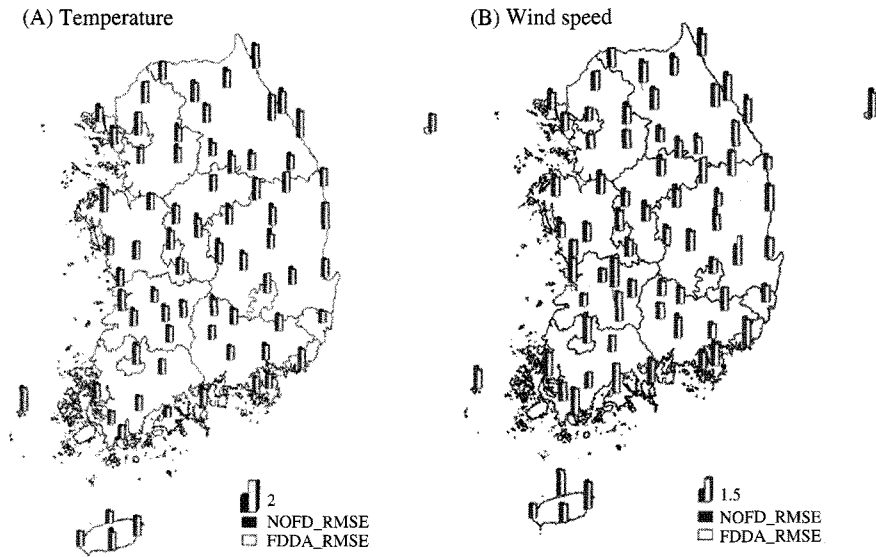 (A) Temperature
(B) Wind speed
2
NOFD_RMSE
FDDA_RMSE
1.5
NOFD_RMSE
FDDA_RMSE